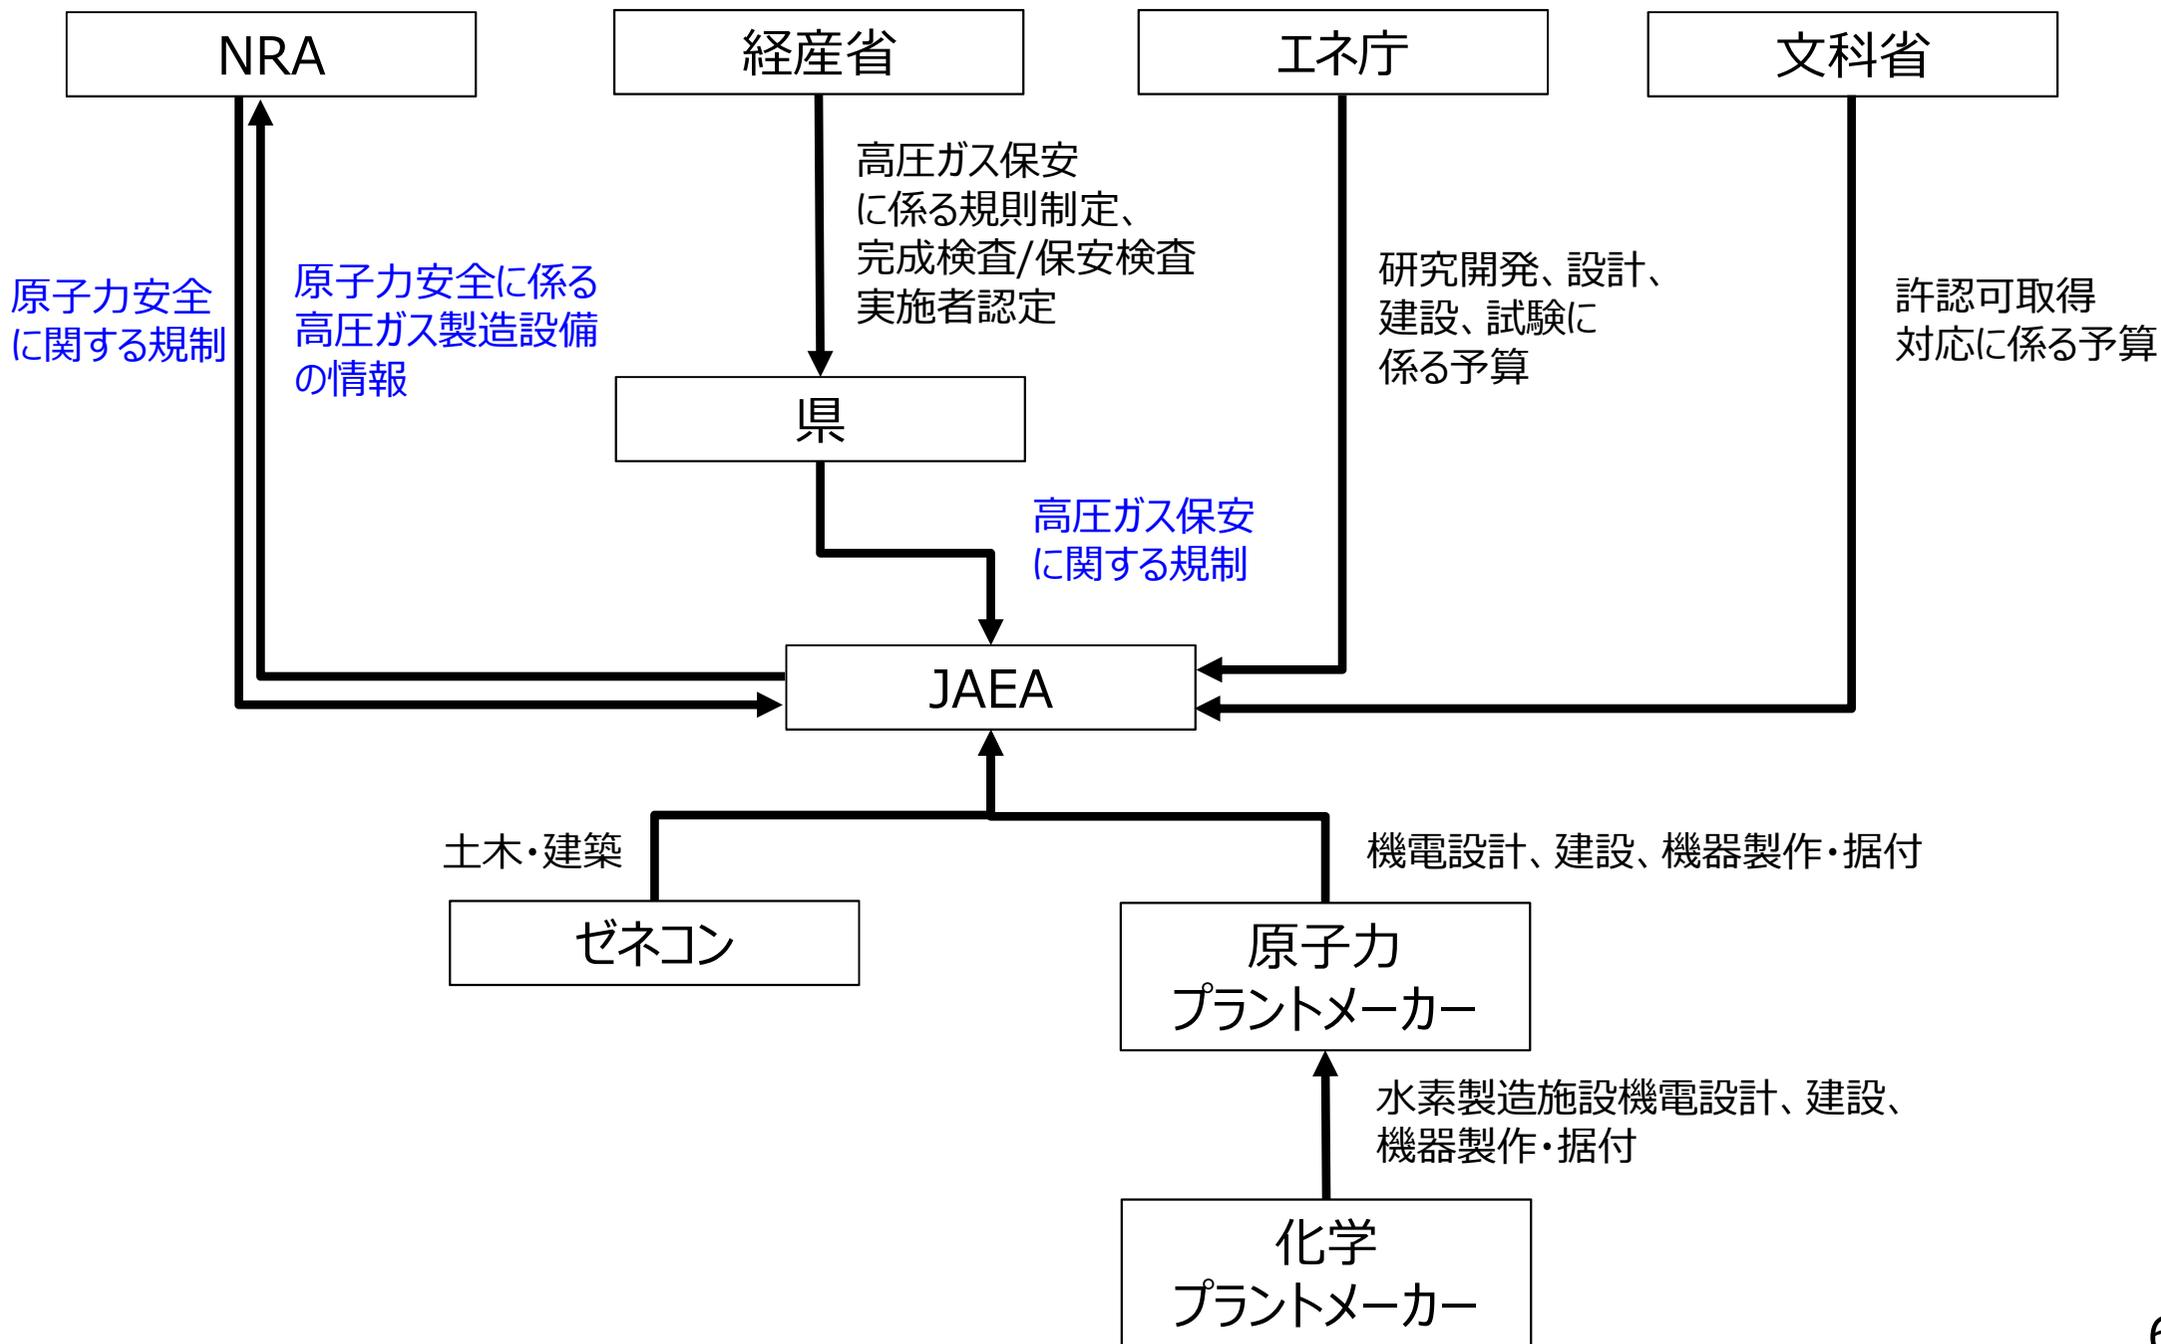 NRA
経産省
エネ庁
文科省
高圧ガス保安
に係る規則制定、
完成検査/保安検査
実施者認定
原子力安全
に関する規制
原子力安全に係る
高圧ガス製造設備
の情報
研究開発、設計、
建設、試験に
係る予算
許認可取得
対応に係る予算
県
高圧ガス保安
に関する規制
JAEA
土木・建築
機電設計、建設、機器製作・据付
ゼネコン
原子力
プラントメーカー
水素製造施設機電設計、建設、
機器製作・据付
化学
プラントメーカー